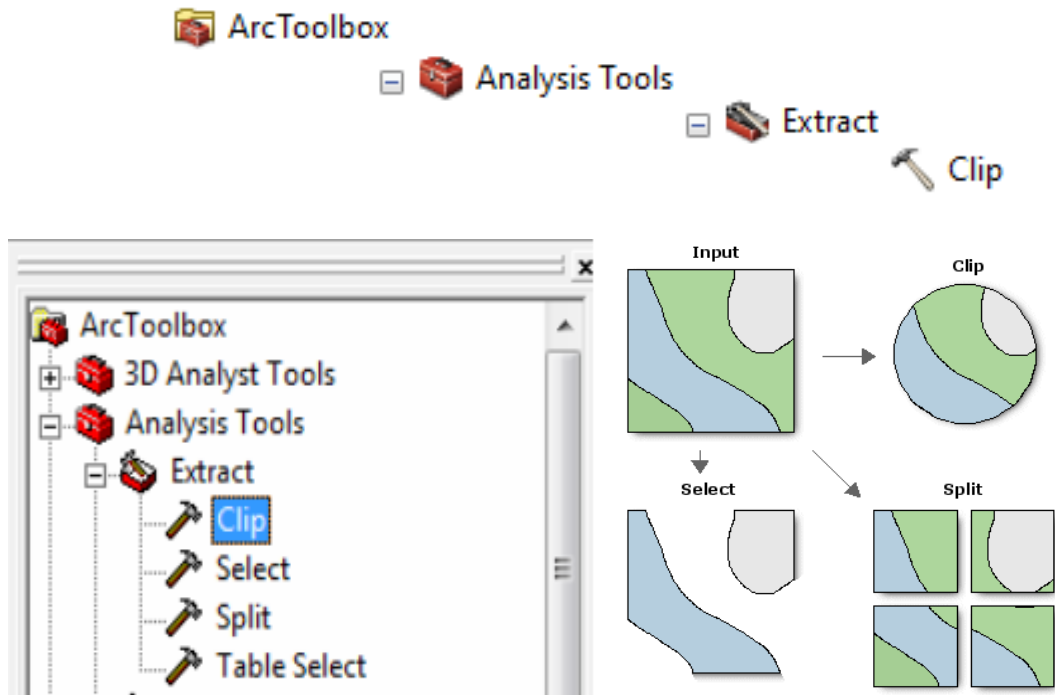 ArcToolbox
Analysis Tools
Extract
Clip
ArcToolbox
3D Analyst Tools
Analysis Tools
Extract
Clip
Select
Split
Table Select
Input
Clip
Select
Split